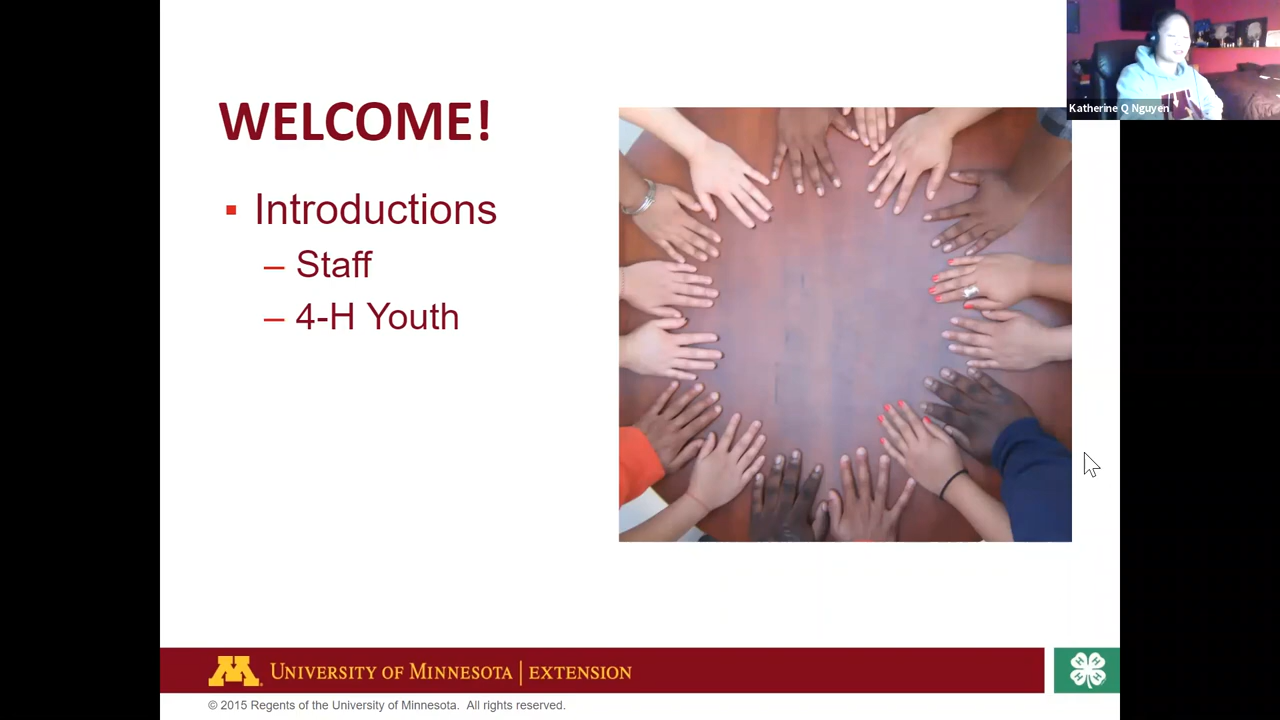 WELCOME!
▪ Introductions
– Staff
– 4-H Youth
Katherine Q Nguyen
M UNIVERSITY OF MINNESOTA | EXTENSION
H H H H
© 2015 Regents of the University of Minnesota. All rights reserved.